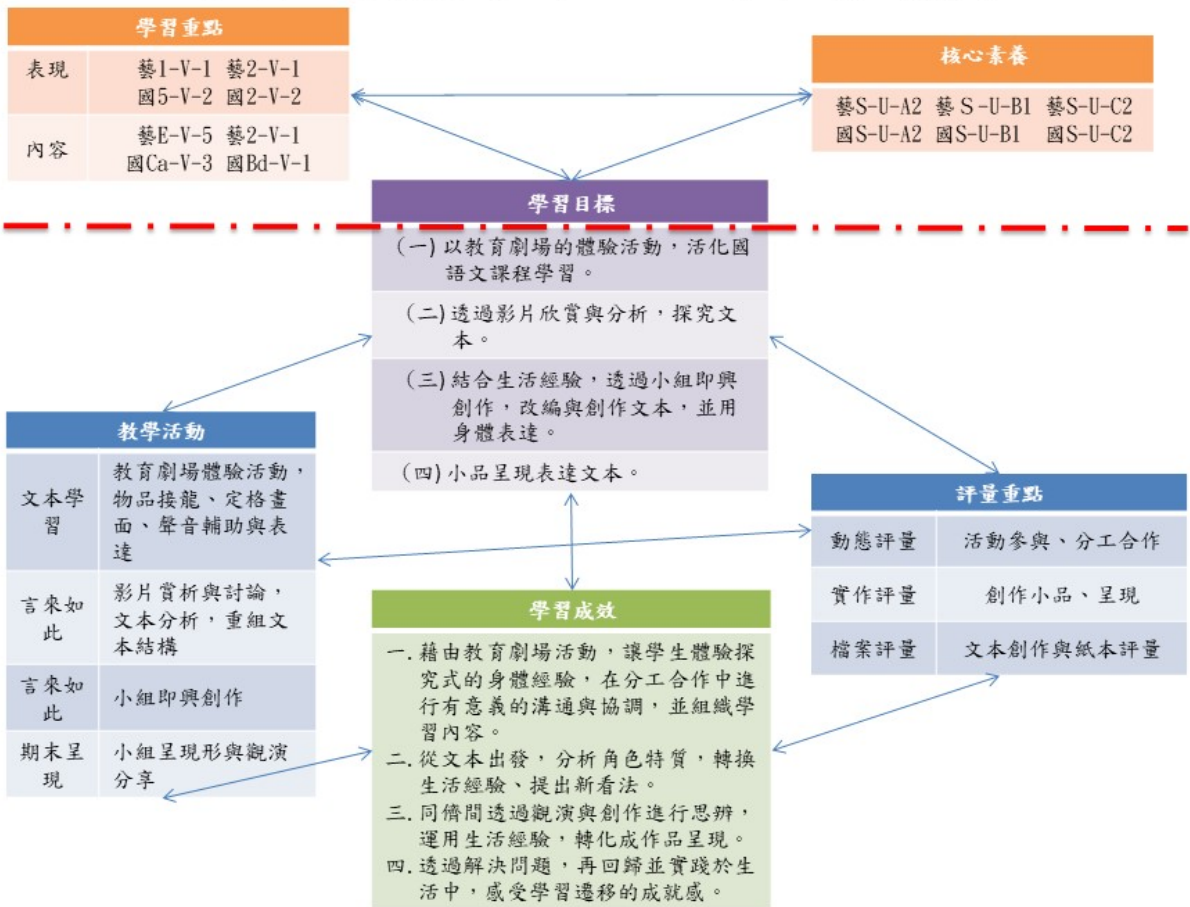 學習重點
表現
藝1-V-1 藝2-V-1
國5-V-2 國2-V-2
內容
藝E-V-5 藝2-V-1
國Ca-V-3 國Bd-V-1
核心素養
藝S-U-A2 藝S-U-B1 藝S-U-C2
國S-U-A2 國S-U-B1 國S-U-C2
學習目標
(一)以教育劇場的體驗活動，活化國
語文課程學習。
(二)透過影片欣賞與分析，探究文
本。
(三)結合生活經驗，透過小組即興
創作，改編與創作文本，並用
身體表達。
(四)小品呈現表達文本。
教學活動
文本學
習
教育劇場體驗活動，
物品接龍、定格畫
面、聲音輔助與表
達
言來如
此
影片賞析與討論，
文本分析，重組文
本結構
言來如
此
小組即興創作
期末呈
現
小組呈現形與觀演
分享
評量重點
動態評量
活動參與、分工合作
實作評量
創作小品、呈現
檔案評量
文本創作與紙本評量
學習成效
一.藉由教育劇場活動，讓學生體驗探
究式的身體經驗，在分工合作中進
行有意義的溝通與協調，並組織學
習內容。
二.從文本出發，分析角色特質，轉換
生活經驗、提出新看法。
三.同儕間透過觀演與創作進行思辨，
運用生活經驗，轉化成作品呈現。
四.透過解決問題，再回歸並實踐於生
活中，感受學習遷移的成就感。